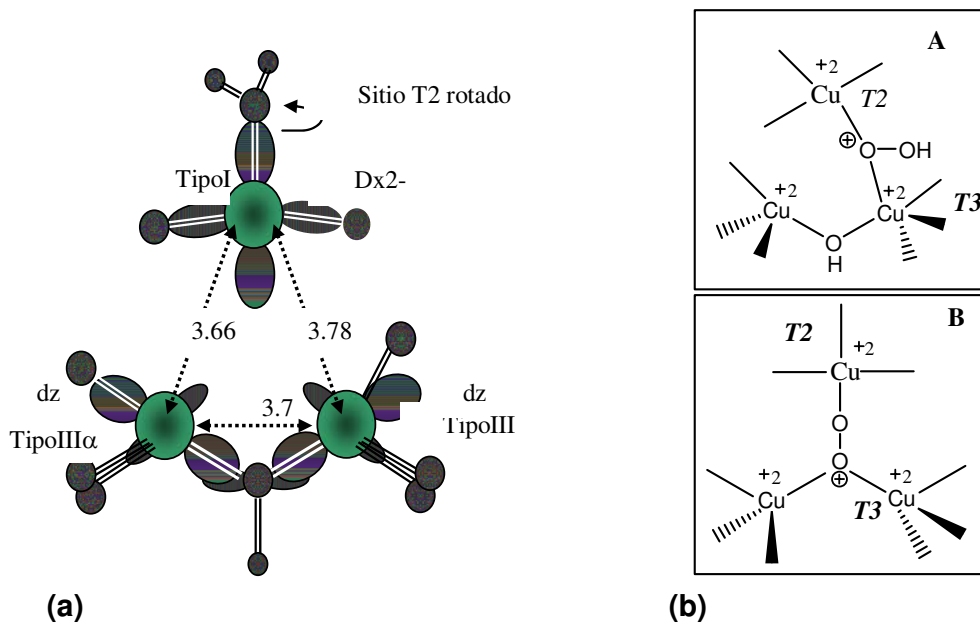 Sitio T2 rotado
TipoI
Dx2-
3.66
3.78
dz
3.7
dz
TipoIIIα
TipoIII
(a)
A
+2
Cu
T2
⊕
O
OH
+2
Cu
+2
Cu
T3
O
H
B
T2
+2
Cu
O
O
⊕
+2
Cu
+2
Cu
T3
(b)